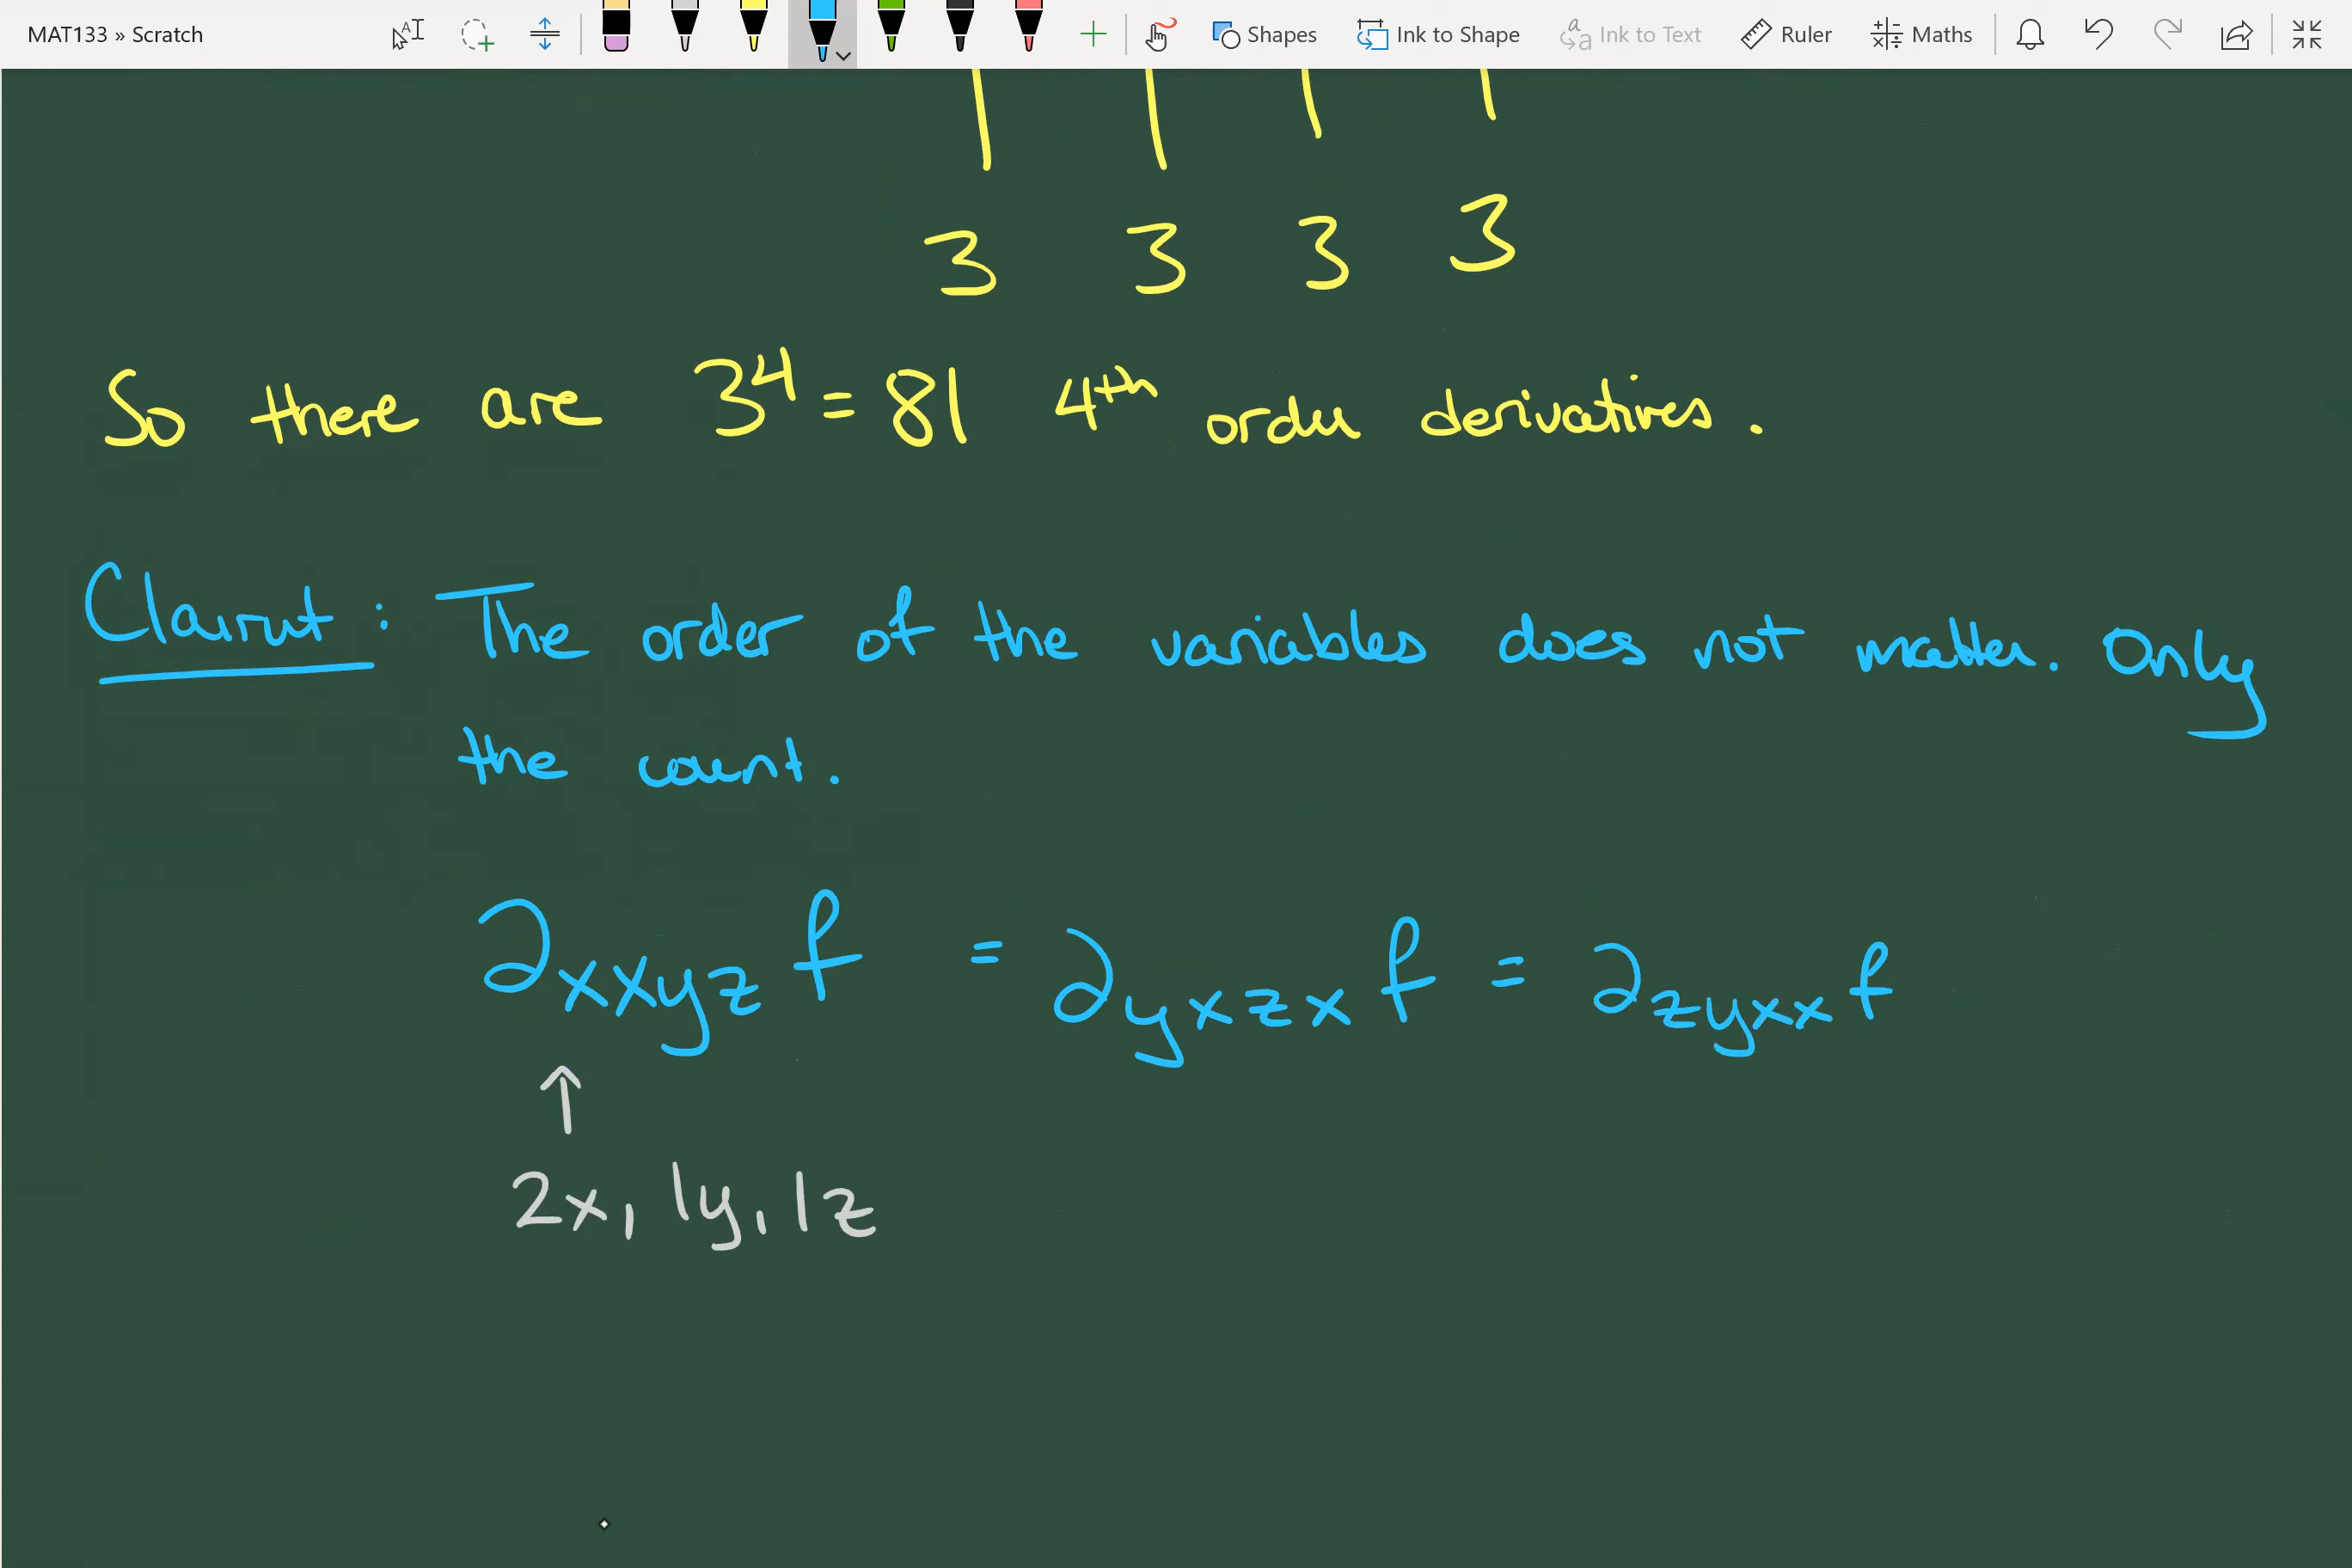 MAT133 » Scratch Shapes Ink to Shape Ink to Text Ruler Maths
3 3 3 3
So there are 3⁴ = 81 4th order derivatives.
Clairut: The order of the variables does not matter. Only
the count.
∂xxyz f = ∂yxzx f = ∂zyxx f
↑
2x, 1y, 1z